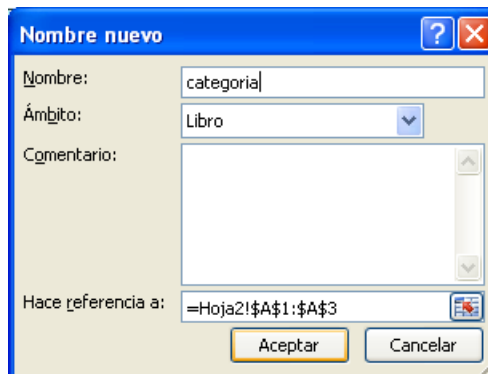 Nombre nuevo
Nombre: categoria
Ámbito: Libro
Comentario:
Hace referencia a: =Hoja2!$A$1:$A$3
Aceptar Cancelar